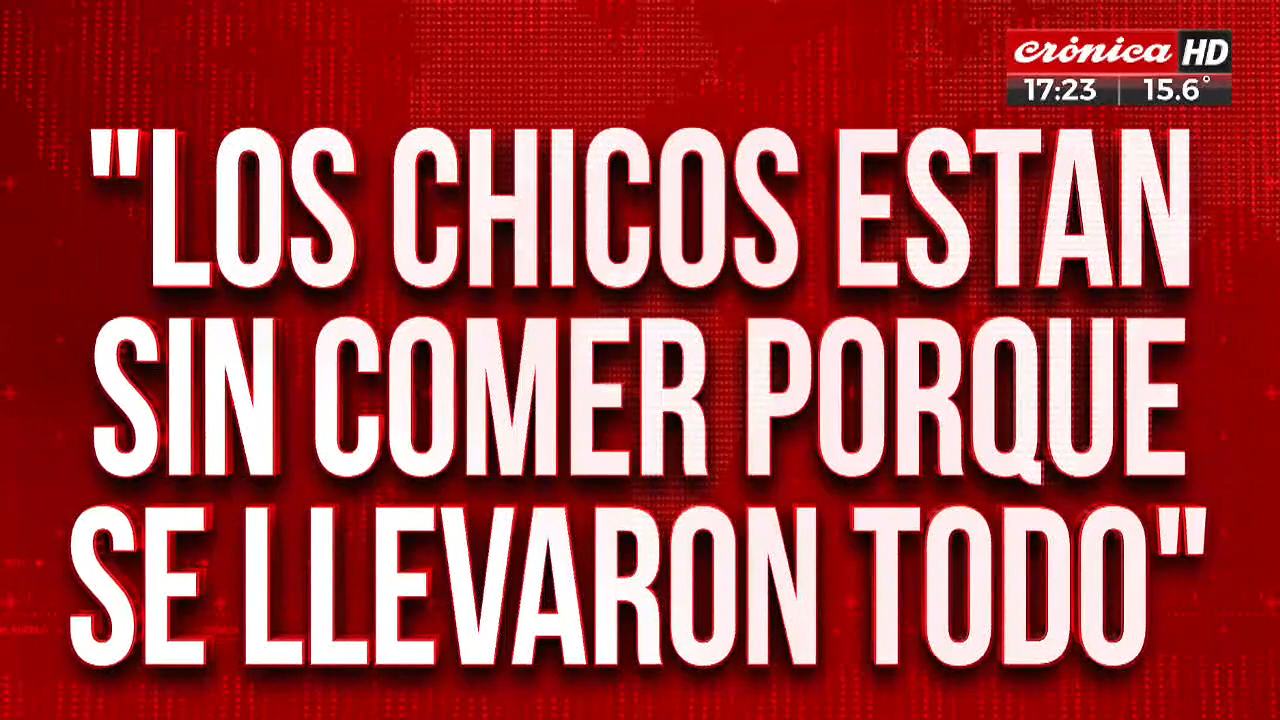 crónica HD
17:23 | 15.6°
"LOS CHICOS ESTAN
SIN COMER PORQUE
SE LLEVARON TODO"